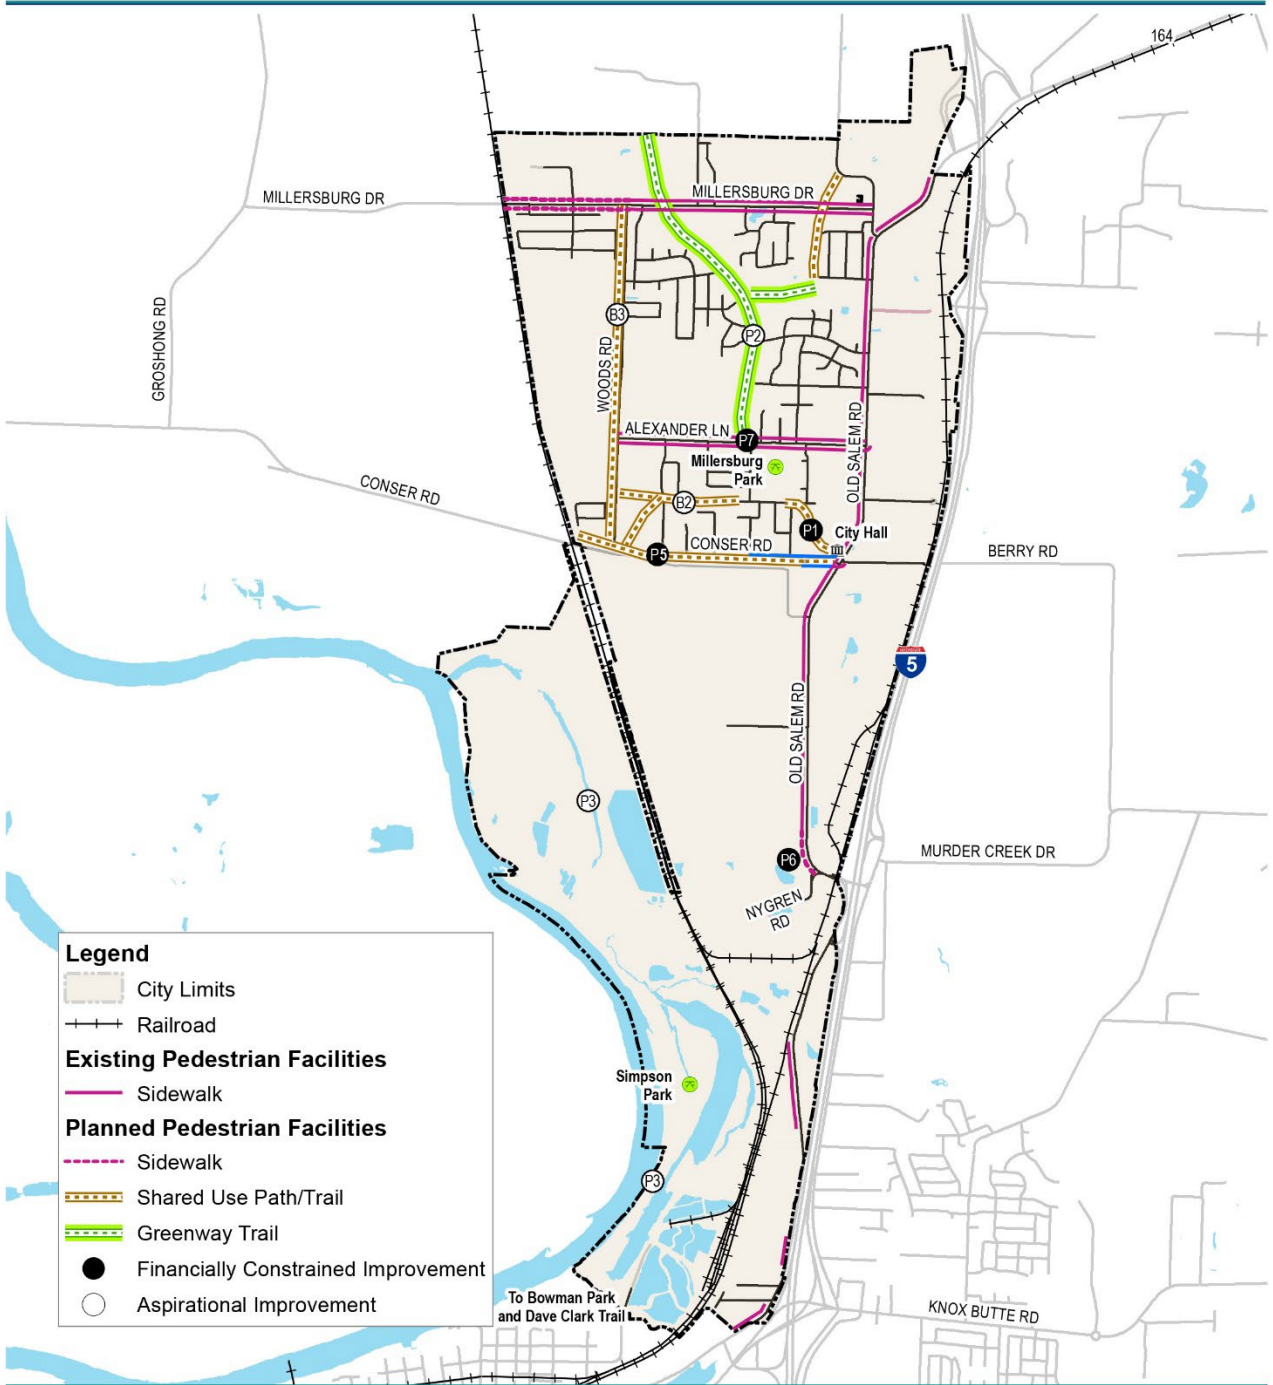 164
MILLERSBURG DR
MILLERSBURG DR
GROSHONG RD
B3
P2
WOODS RD
ALEXANDER LN
P7
Millersburg
Park
OLD SALEM RD
CONSER RD
B2
P1
City Hall
P5
CONSER RD
BERRY RD
5
OLD SALEM RD
P3
P6
MURDER CREEK DR
NYGREN
RD
Legend
City Limits
Railroad
Existing Pedestrian Facilities
Sidewalk
Planned Pedestrian Facilities
Sidewalk
Shared Use Path/Trail
Greenway Trail
Financially Constrained Improvement
Aspirational Improvement
Simpson
Park
P3
To Bowman Park
and Dave Clark Trail
KNOX BUTTE RD